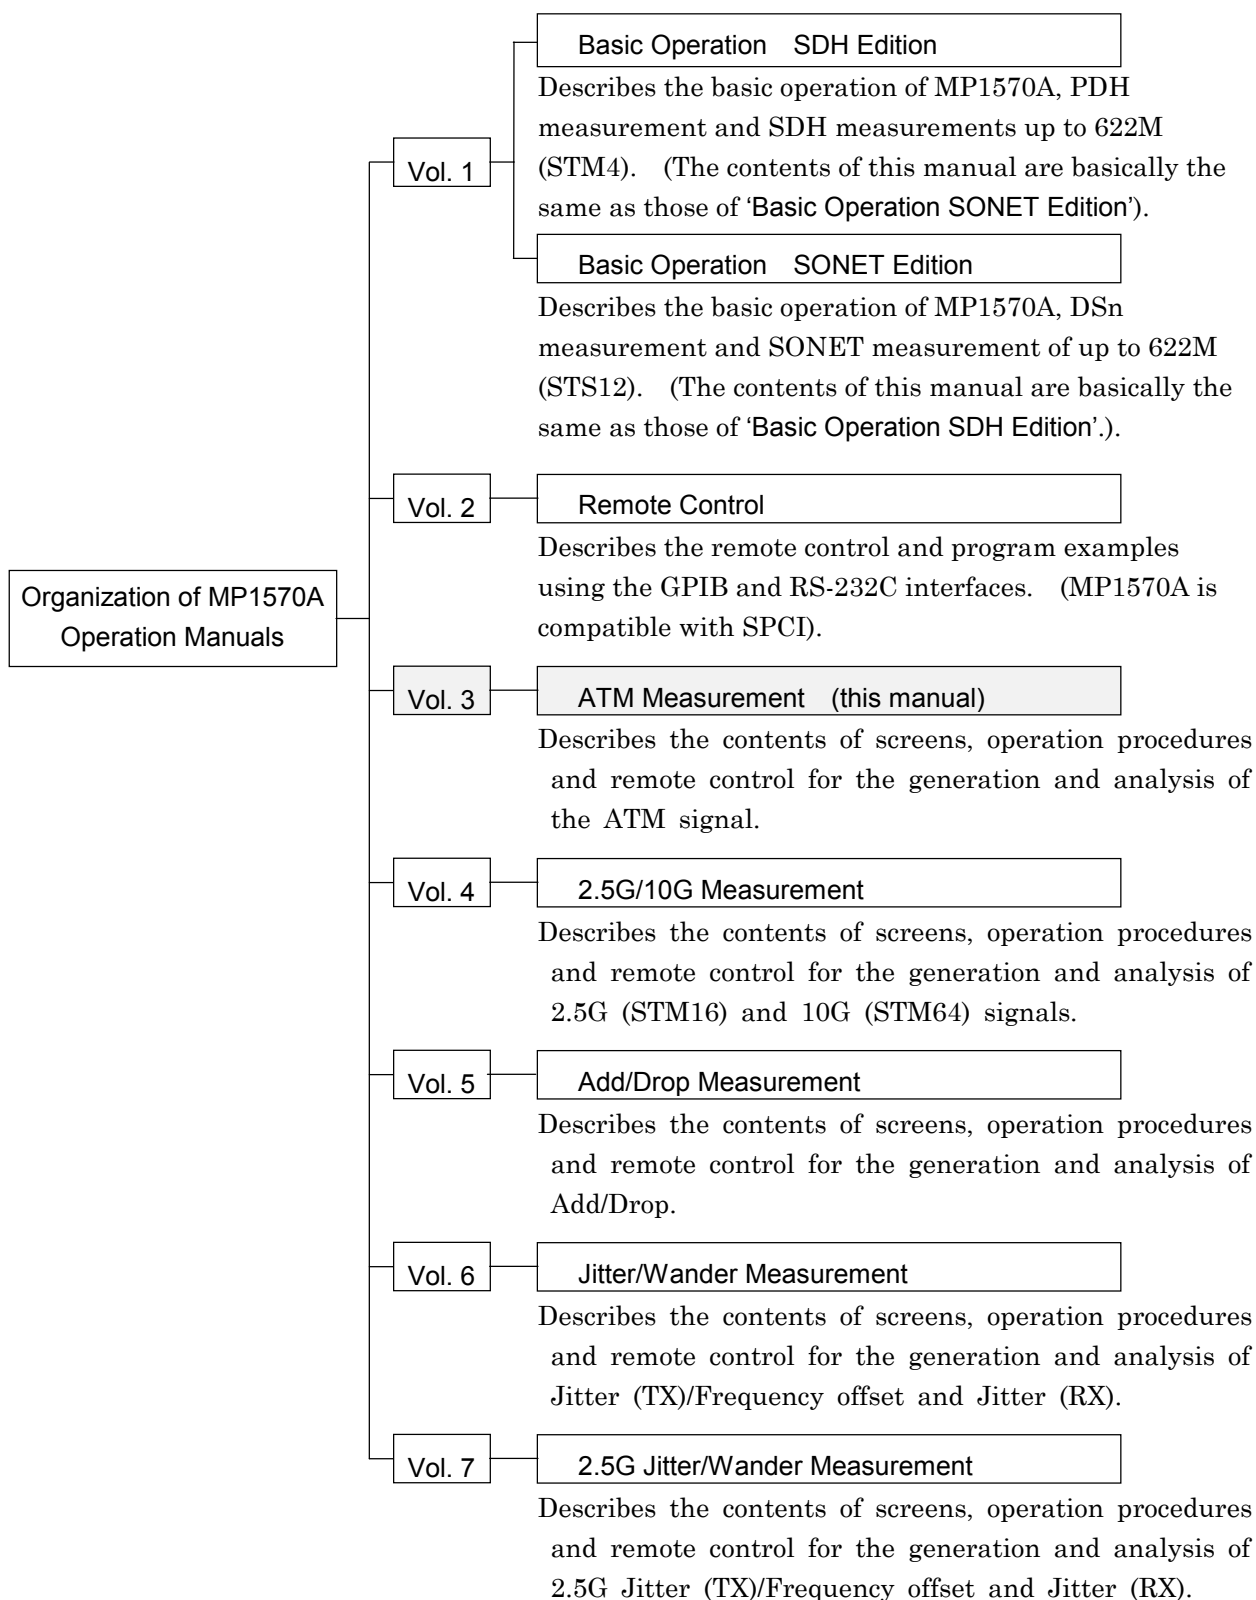 Basic Operation SDH Edition
Describes the basic operation of MP1570A, PDH
measurement and SDH measurements up to 622M
(STM4). (The contents of this manual are basically the
same as those of ‘Basic Operation SONET Edition’).
Vol. 1
Basic Operation SONET Edition
Describes the basic operation of MP1570A, DSn
measurement and SONET measurement of up to 622M
(STS12). (The contents of this manual are basically the
same as those of ‘Basic Operation SDH Edition’.).
Vol. 2
Remote Control
Describes the remote control and program examples
using the GPIB and RS-232C interfaces. (MP1570A is
compatible with SPCI).
Organization of MP1570A
Operation Manuals
Vol. 3
ATM Measurement (this manual)
Describes the contents of screens, operation procedures
and remote control for the generation and analysis of
the ATM signal.
Vol. 4
2.5G/10G Measurement
Describes the contents of screens, operation procedures
and remote control for the generation and analysis of
2.5G (STM16) and 10G (STM64) signals.
Vol. 5
Add/Drop Measurement
Describes the contents of screens, operation procedures
and remote control for the generation and analysis of
Add/Drop.
Vol. 6
Jitter/Wander Measurement
Describes the contents of screens, operation procedures
and remote control for the generation and analysis of
Jitter (TX)/Frequency offset and Jitter (RX).
Vol. 7
2.5G Jitter/Wander Measurement
Describes the contents of screens, operation procedures
and remote control for the generation and analysis of
2.5G Jitter (TX)/Frequency offset and Jitter (RX).